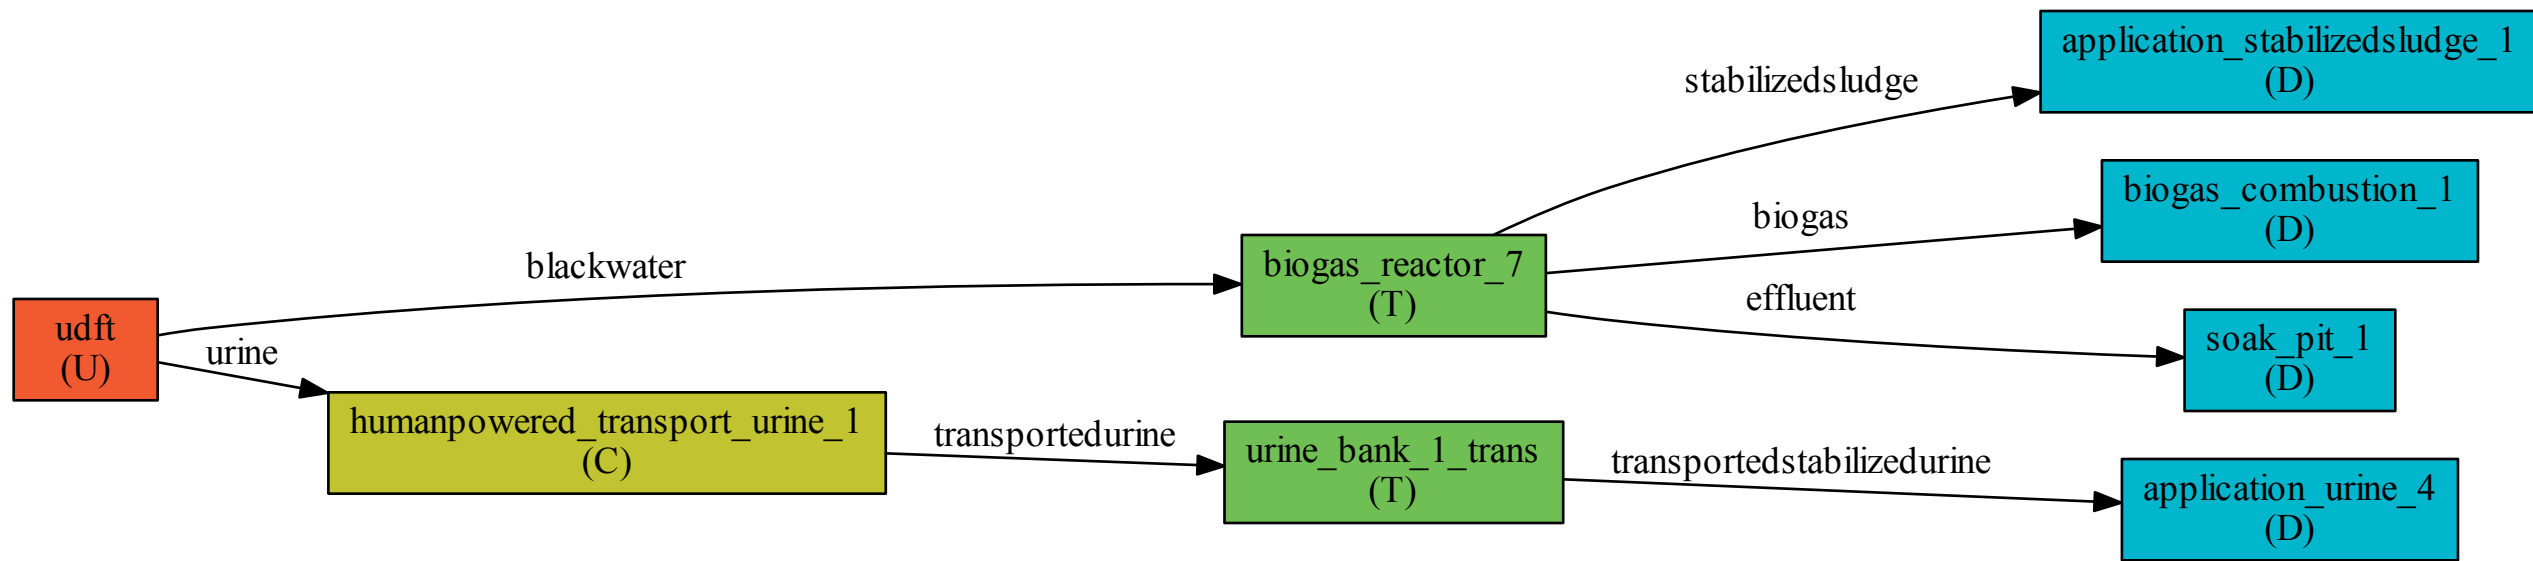 udft
(U)
blackwater
urine
humanpowered_transport_urine_1
(C)
transportedurine
biogas_reactor_7
(T)
urine_bank_1_trans
(T)
stabilizedsludge
biogas
effluent
transportedstabilizedurine
application_stabilizedsludge_1
(D)
biogas_combustion_1
(D)
soak_pit_1
(D)
application_urine_4
(D)